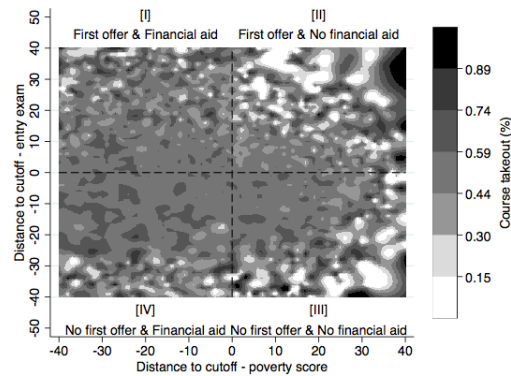 [I] [II]
First offer & Financial aid First offer & No financial aid
50
40
30
20
10
0
-10
-20
-30
-40
-50
Distance to cutoff - entry exam
[IV] [III]
No first offer & Financial aid No first offer & No financial aid
-40 -30 -20 -10 0 10 20 30 40
Distance to cutoff - poverty score
0.89
0.74
0.59
0.44
0.30
0.15
Course takeout (%)